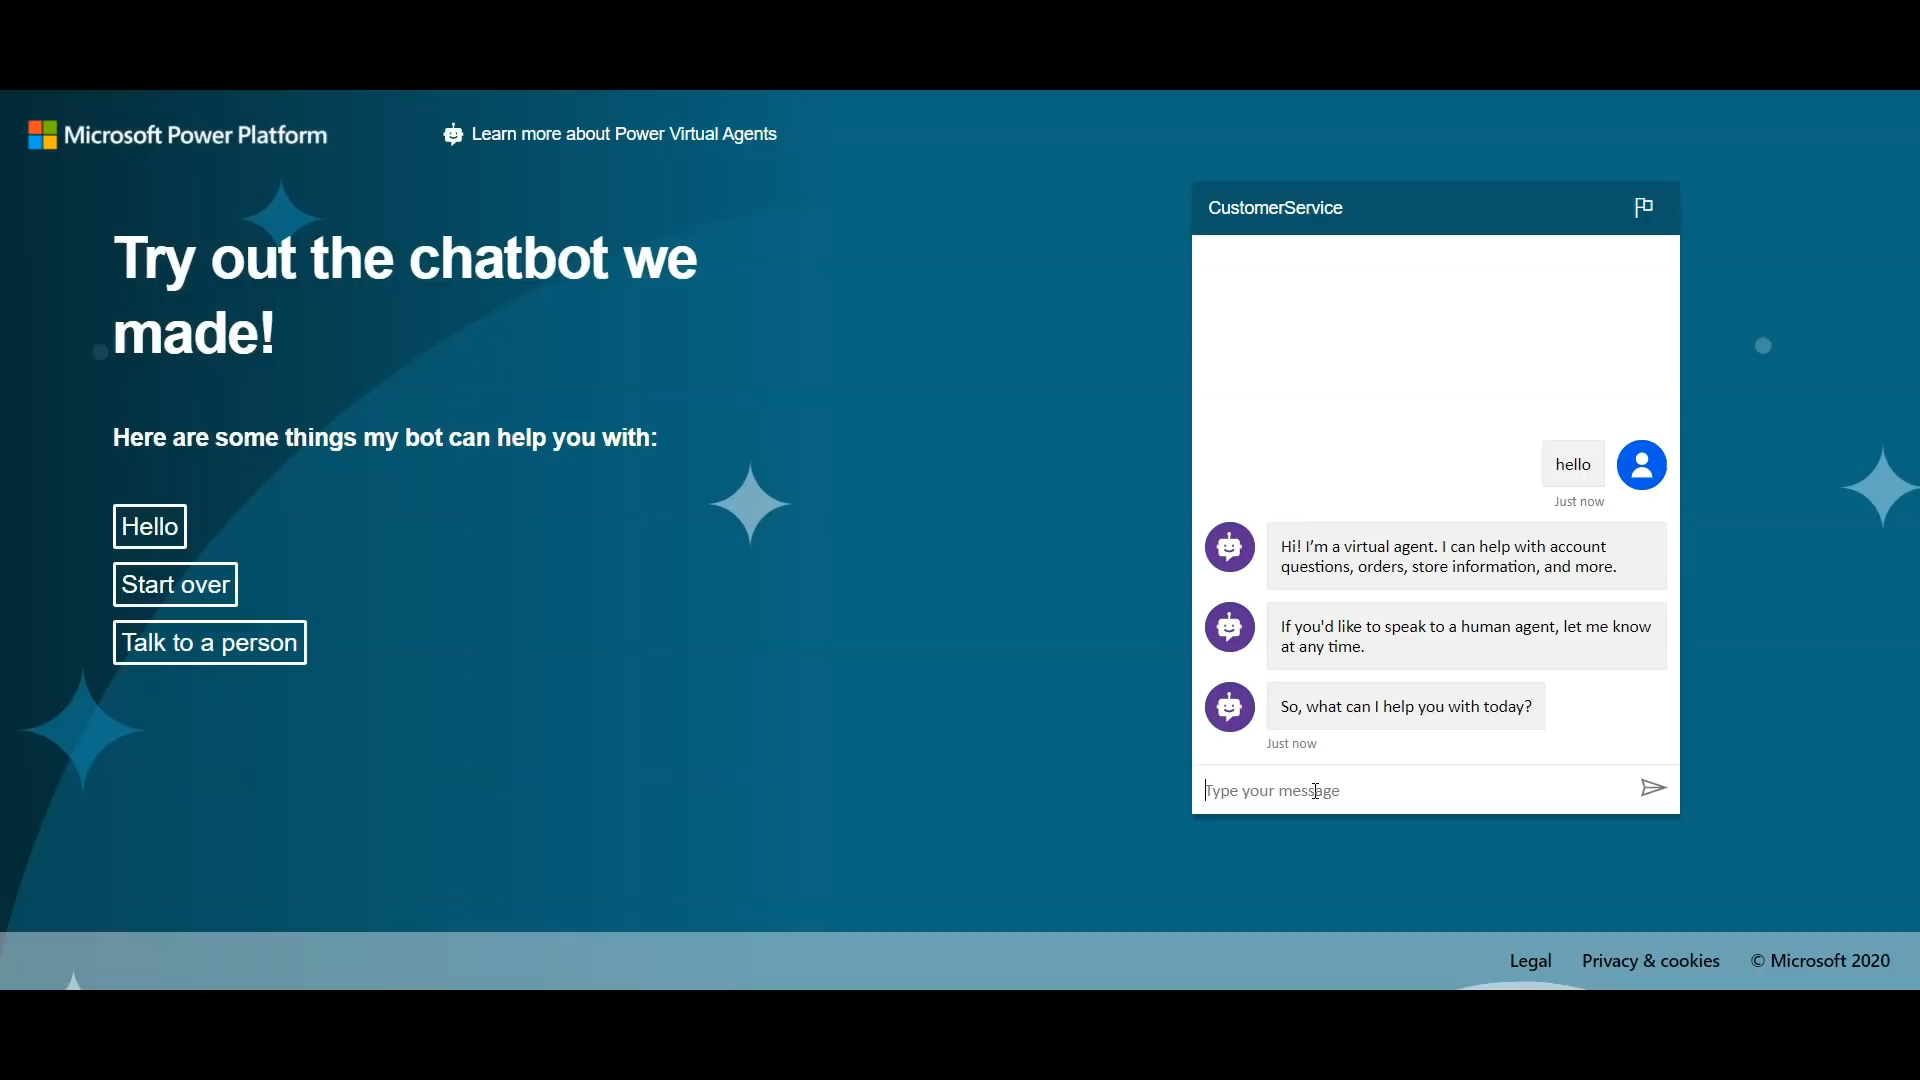 Microsoft Power Platform
Learn more about Power Virtual Agents
Try out the chatbot we
made!
Here are some things my bot can help you with:
Hello
Start over
Talk to a person
CustomerService
hello
Just now
Hi! I’m a virtual agent. I can help with account
questions, orders, store information, and more.
If you'd like to speak to a human agent, let me know
at any time.
So, what can I help you with today?
Just now
Type your message
Legal
Privacy & cookies
© Microsoft 2020